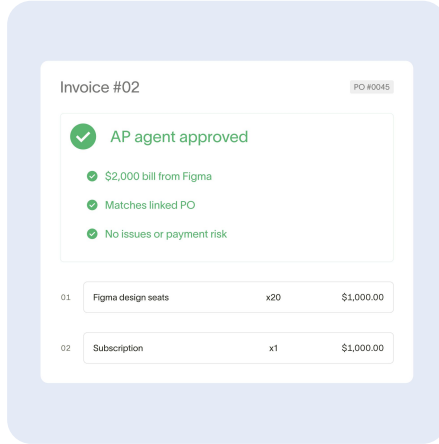 Invoice #02
PO #0045
AP agent approved
$2,000 bill from Figma
Matches linked PO
No issues or payment risk
01 Figma design seats x20 $1,000.00
02 Subscription x1 $1,000.00